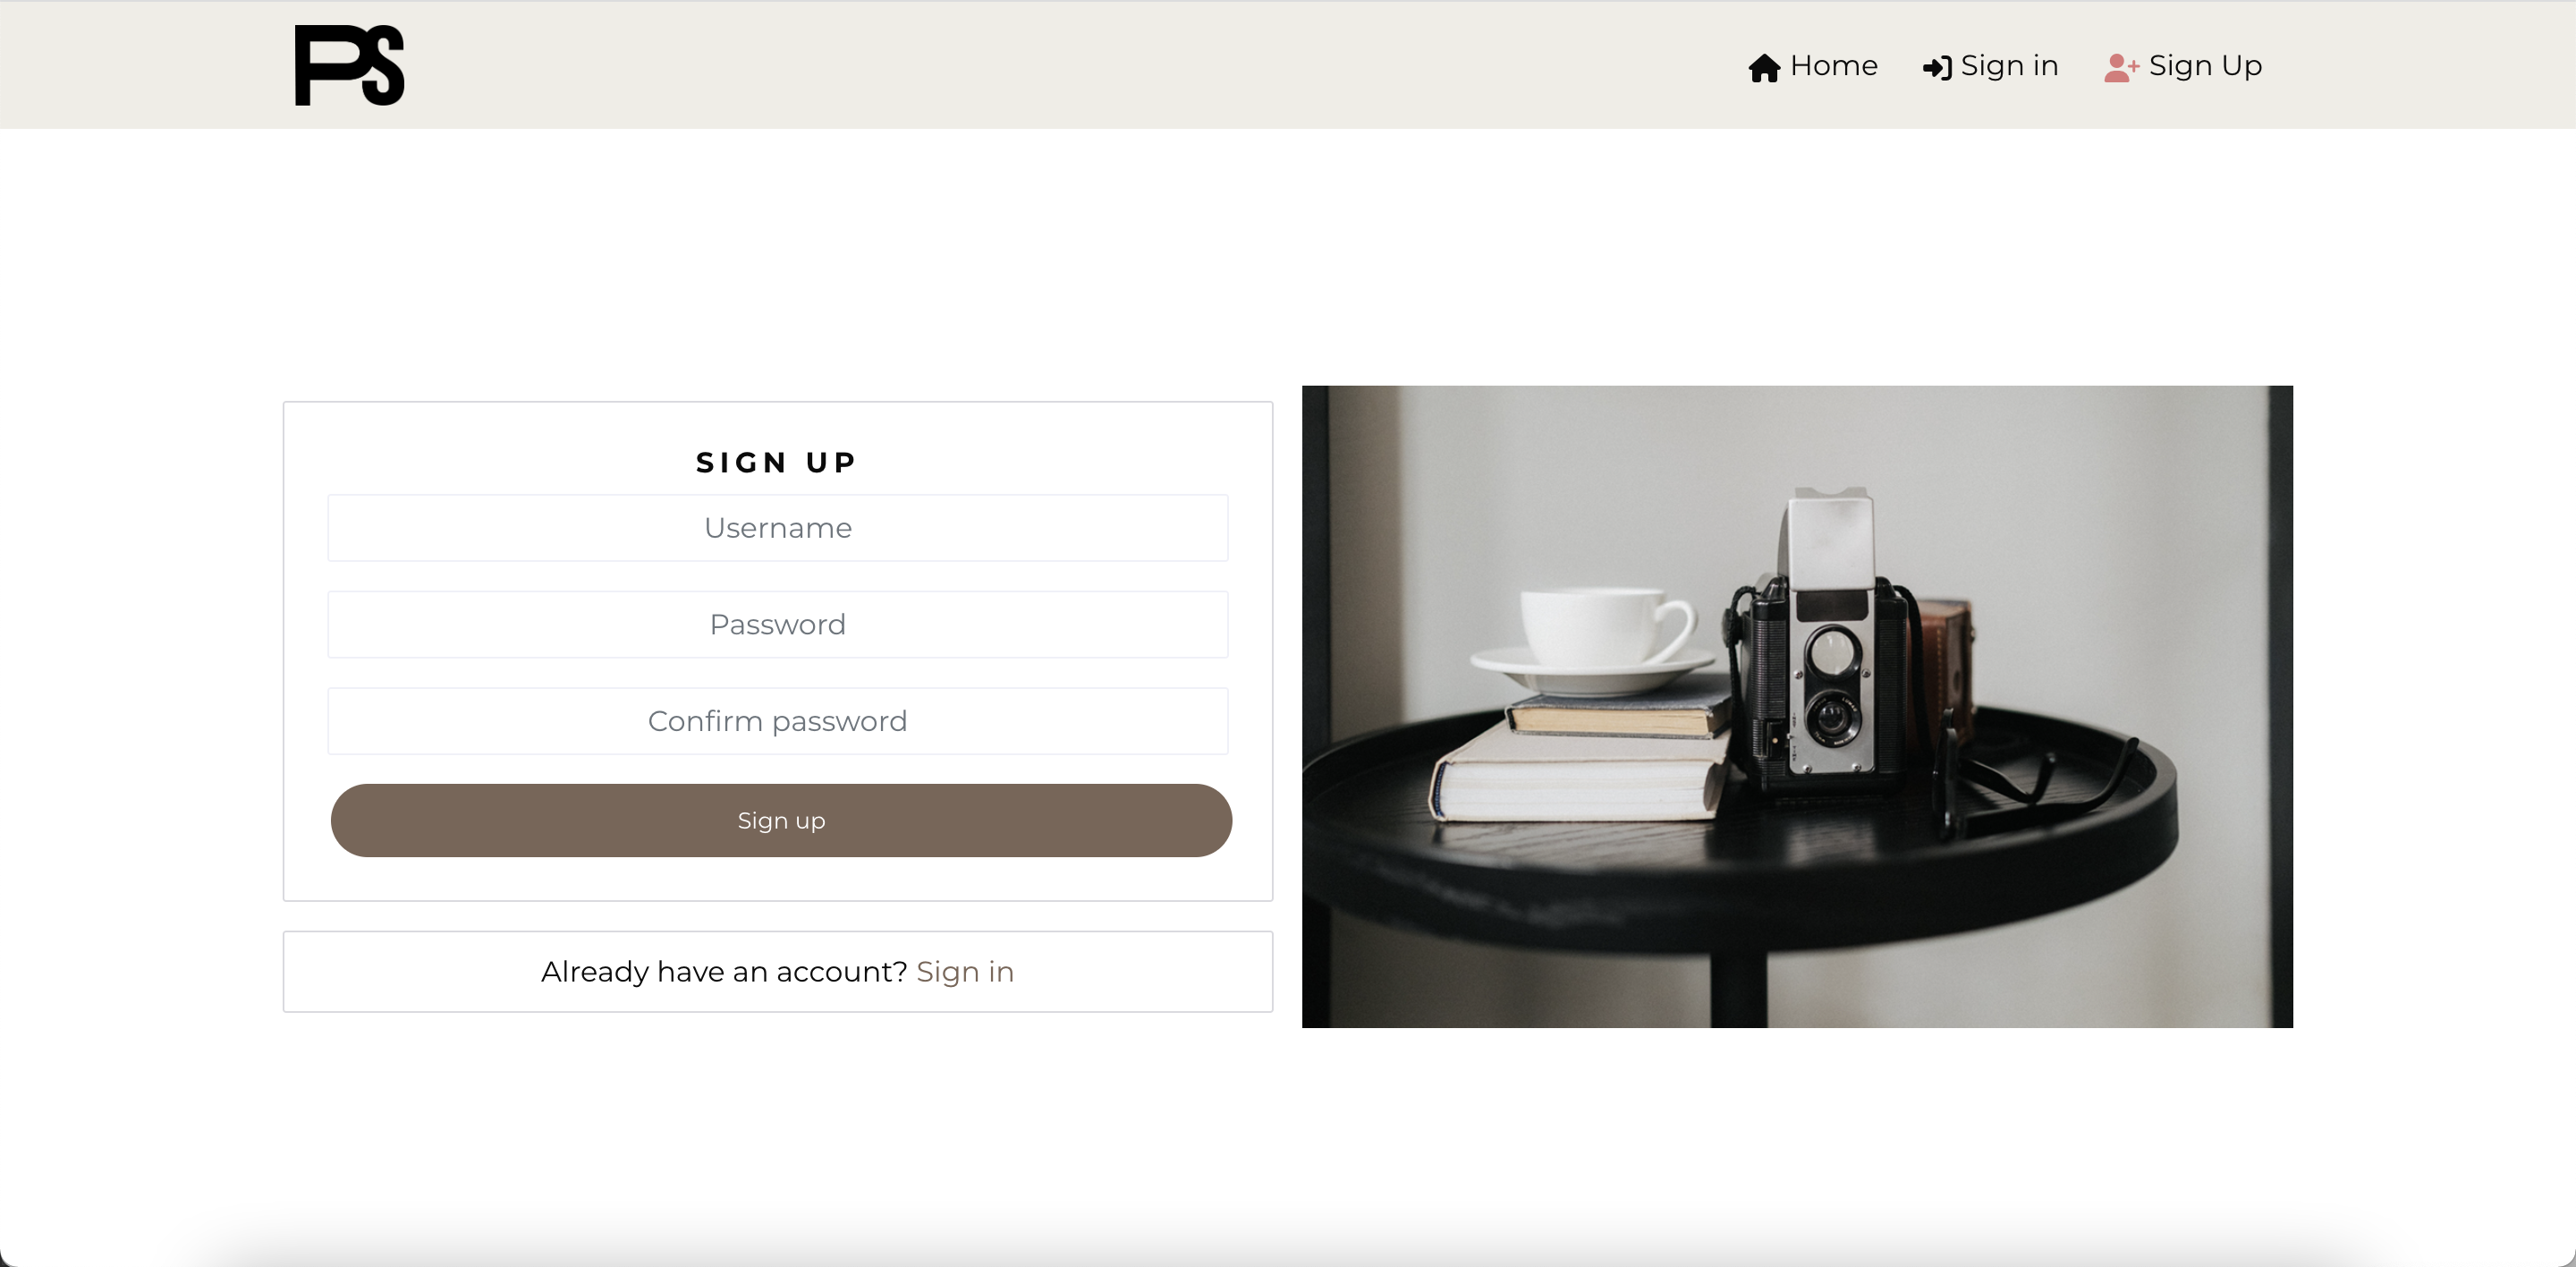 PS
Home Sign in Sign Up
SIGN UP
Username
Password
Confirm password
Sign up
Already have an account? Sign in